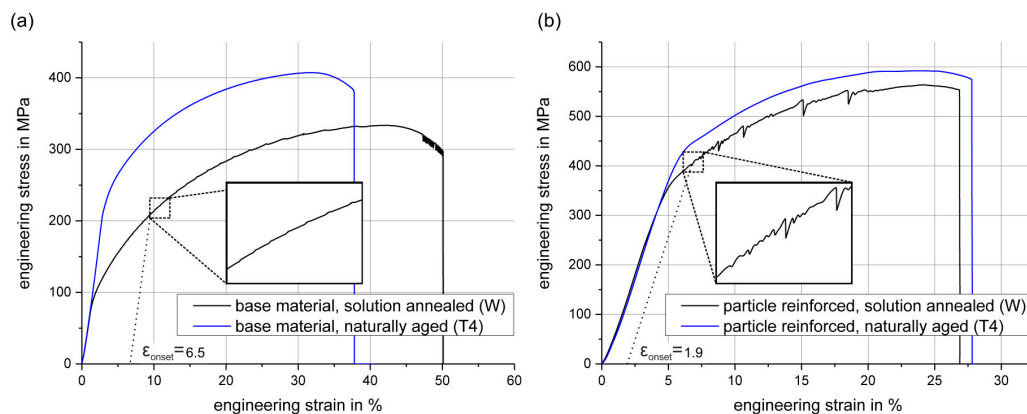 (a)
engineering stress in MPa
400
300
200
100
0
0 10 20 30 40 50 60
engineering strain in %
base material, solution annealed (W)
base material, naturally aged (T4)
εonset=6.5
(b)
engineering stress in MPa
600
500
400
300
200
100
0
0 5 10 15 20 25 30
engineering strain in %
particle reinforced, solution annealed (W)
particle reinforced, naturally aged (T4)
εonset=1.9